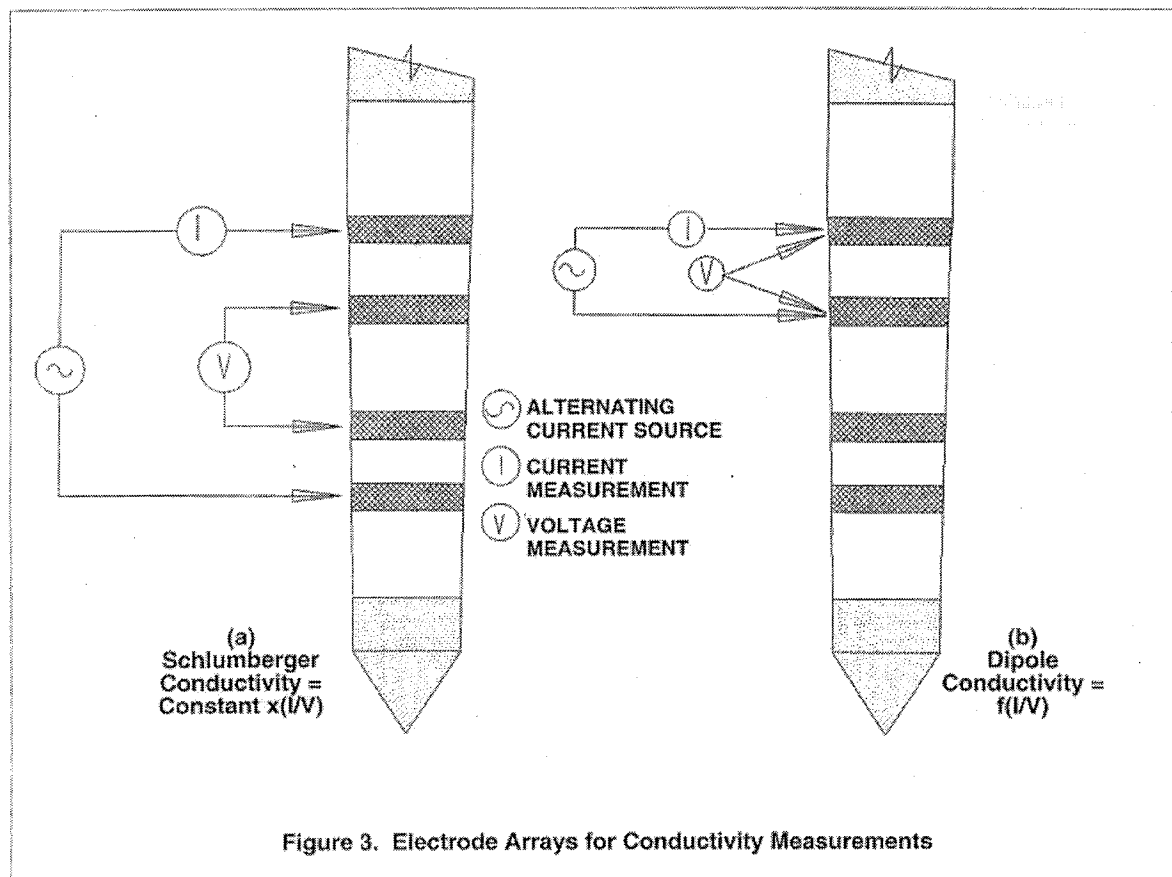 I
V
ALTERNATING
CURRENT SOURCE
I
CURRENT
MEASUREMENT
V
VOLTAGE
MEASUREMENT
(a)
Schlumberger
Conductivity =
Constant x(I/V)
I
V
(b)
Dipole
Conductivity =
f(I/V)
Figure 3. Electrode Arrays for Conductivity Measurements